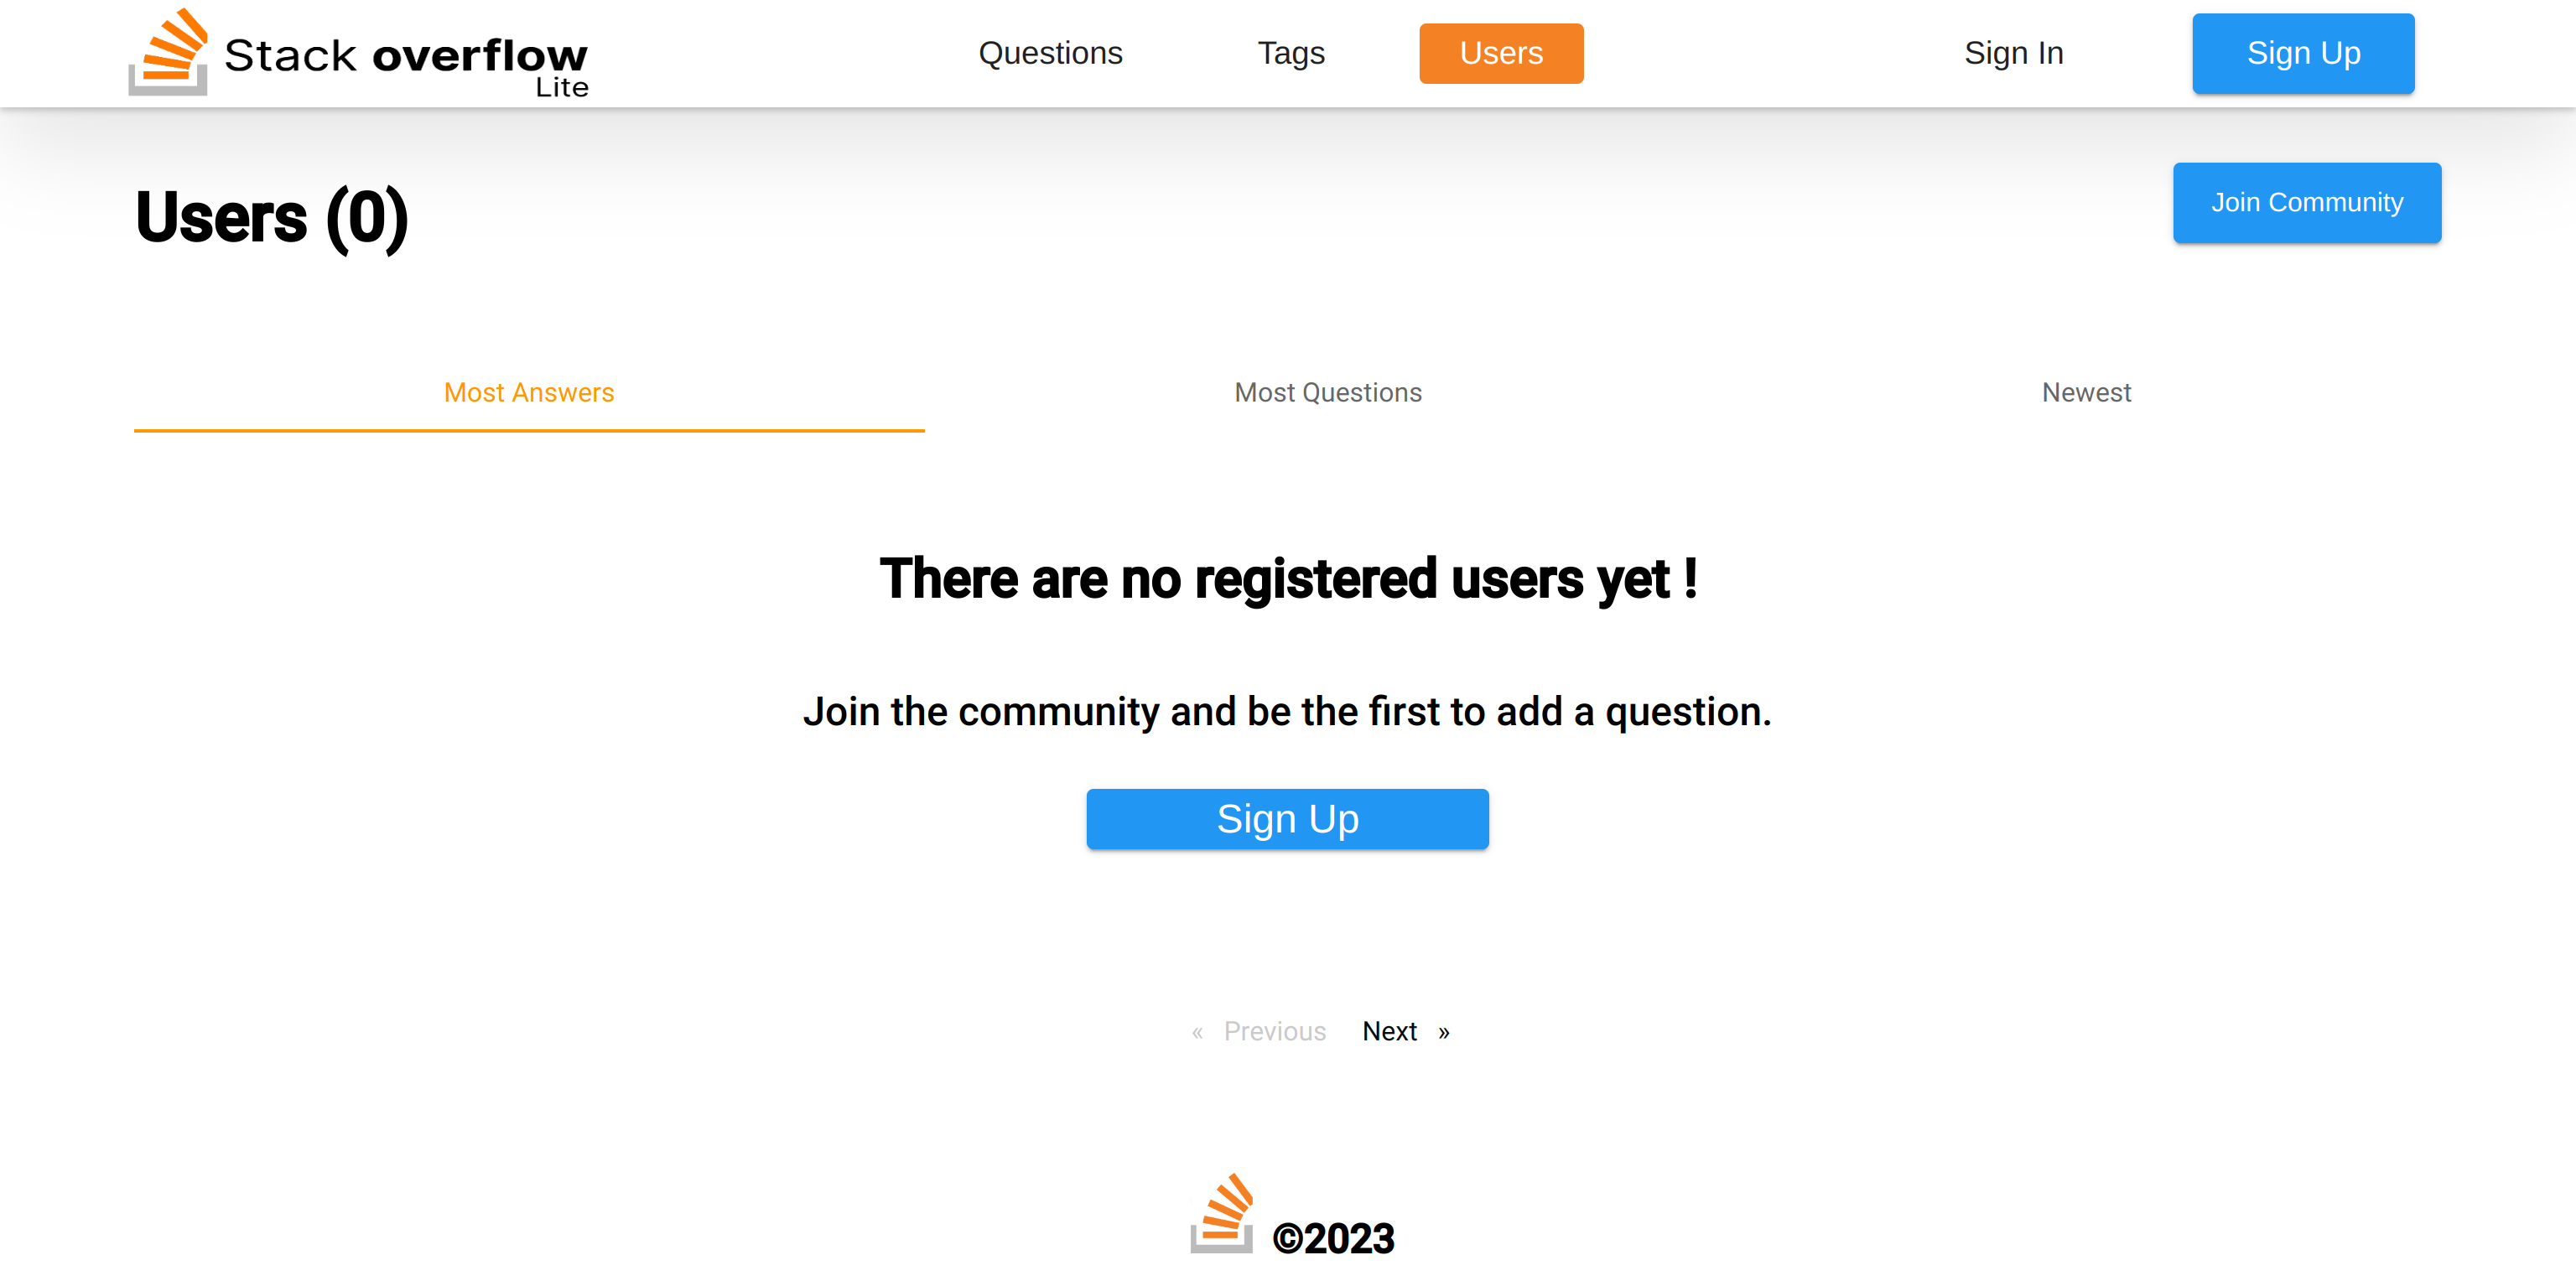 Stack overflow
Lite
Questions Tags Users Sign In Sign Up
Users (0)
Join Community
Most Answers Most Questions Newest
There are no registered users yet !
Join the community and be the first to add a question.
Sign Up
« Previous Next »
©2023